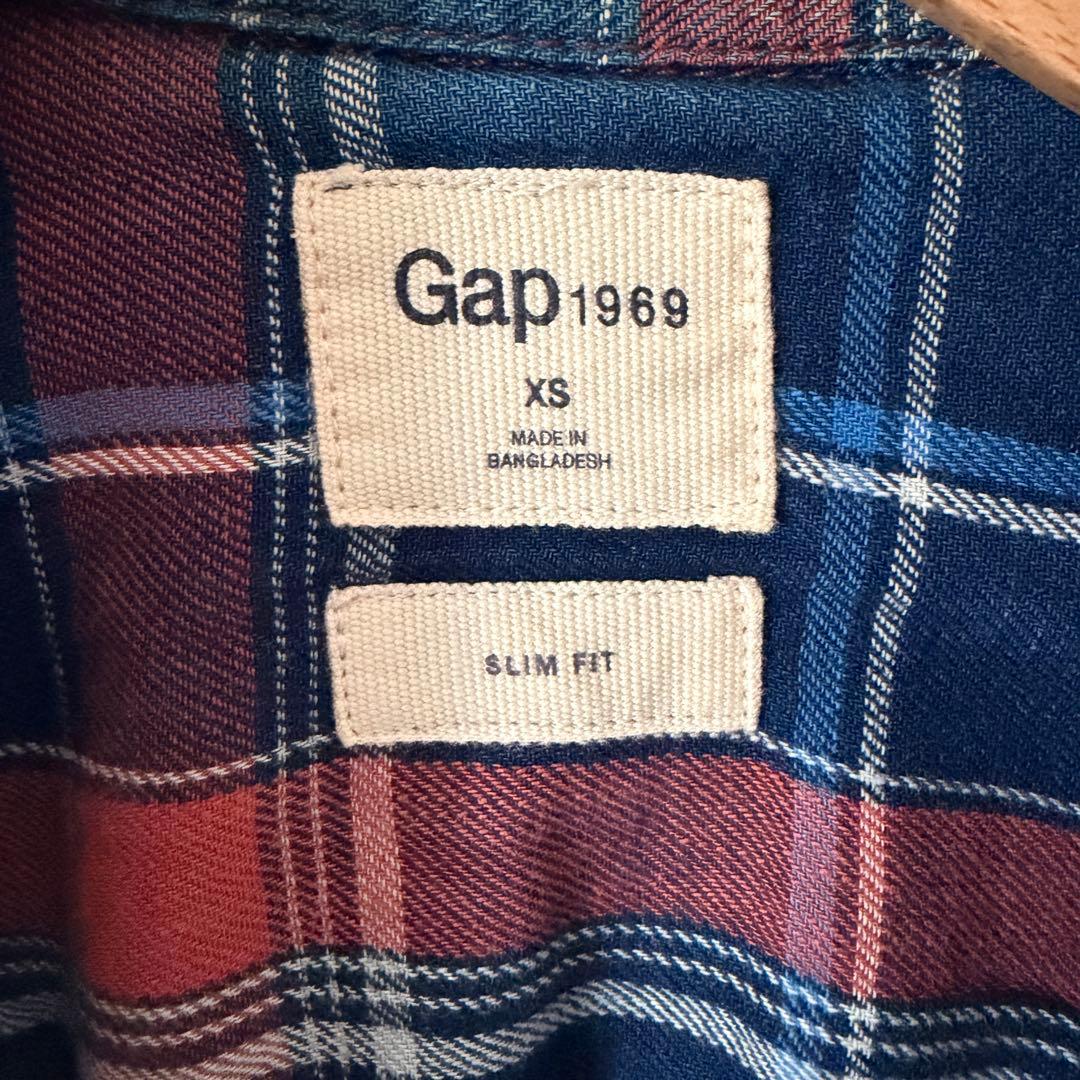 Gap 1969
XS
MADE IN
BANGLADESH
SLIM FIT